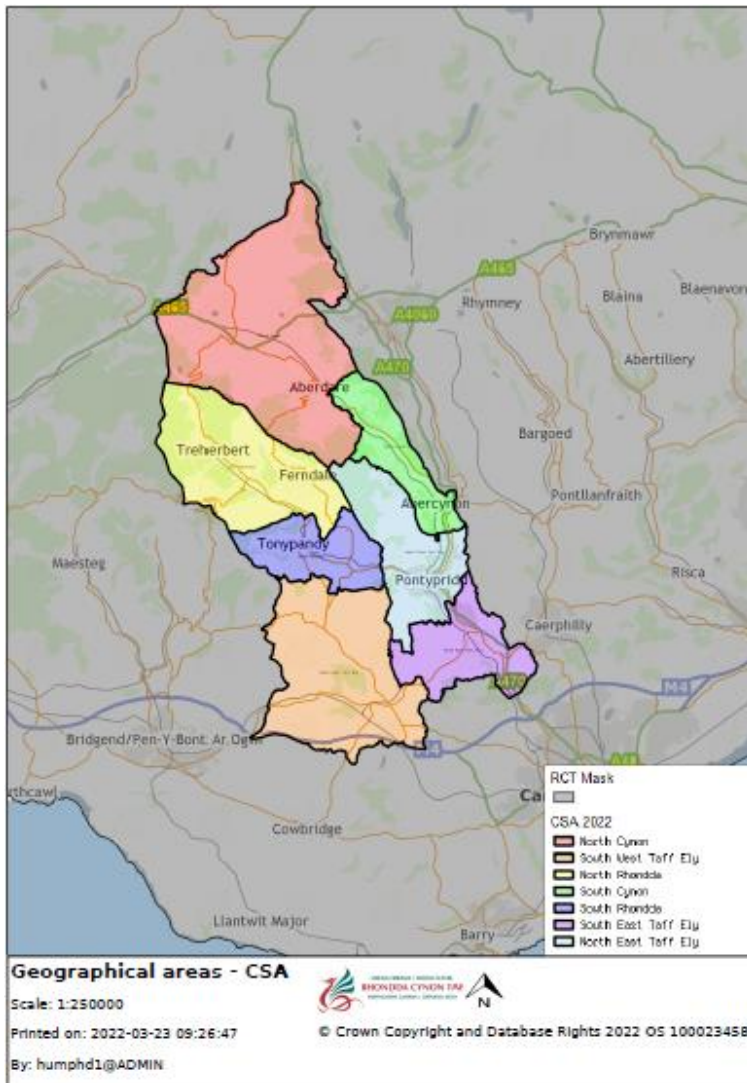 Brynmawr
A465
Rhymney
Blaina
Blaenavon
A4060
Abertillery
A470
Aberdare
Treherbert
Bargoed
Ferndale
Abercynon
Pontllanfraith
Maesteg
Tonypandy
Pontypridd
Risca
Caerphilly
A470
M4
Bridgend/Pen-Y-Bont. Ar.Ogwr
M4
A48
Cowbridge
Llantwit Major
Barry
RCT Mask
CSA 2022
North Cynon
South West Taff Ely
North Rhondda
South Cynon
South Rhondda
South East Taff Ely
North East Taff Ely
Geographical areas - CSA
RHONDDA CYNON TAF
N
Scale: 1:250000
Printed on: 2022-03-23 09:26:47
© Crown Copyright and Database Rights 2022 OS 100023458
By: humphd1@ADMIN